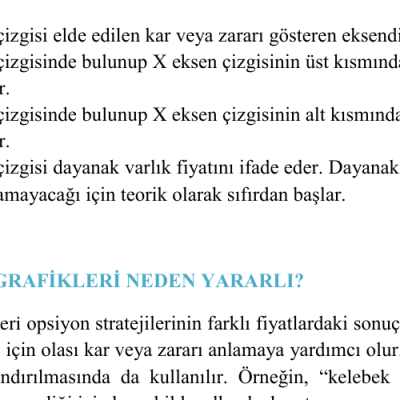 çizgisi elde edilen kar veya zararı gösteren eksendi
çizgisinde bulunup X eksen çizgisinin üst kısmında
r.
çizgisinde bulunup X eksen çizgisinin alt kısmında
r.
çizgisi dayanak varlık fiyatını ifade eder. Dayanak
amayacağı için teorik olarak sıfırdan başlar.
GRAFİKLERİ NEDEN YARARLI?
eri opsiyon stratejilerinin farklı fiyatlardaki sonuç
için olası kar veya zararı anlamaya yardımcı olur.
ndırılmasında da kullanılır. Örneğin, “kelebek